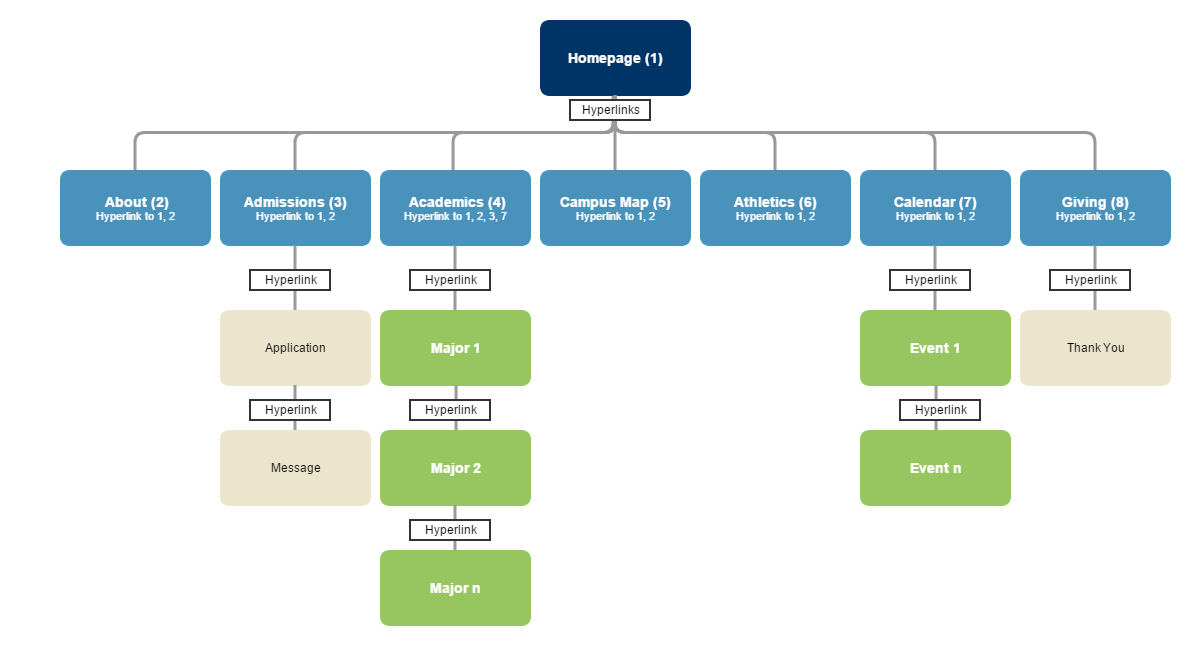 Homepage (1)
Hyperlinks
About (2)
Hyperlink to 1, 2
Admissions (3)
Hyperlink to 1, 2
Academics (4)
Hyperlink to 1, 2, 3, 7
Campus Map (5)
Hyperlink to 1, 2
Athletics (6)
Hyperlink to 1, 2
Calendar (7)
Hyperlink to 1, 2
Giving (8)
Hyperlink to 1, 2
Hyperlink
Hyperlink
Hyperlink
Hyperlink
Application
Major 1
Event 1
Thank You
Hyperlink
Hyperlink
Hyperlink
Message
Major 2
Event n
Hyperlink
Major n